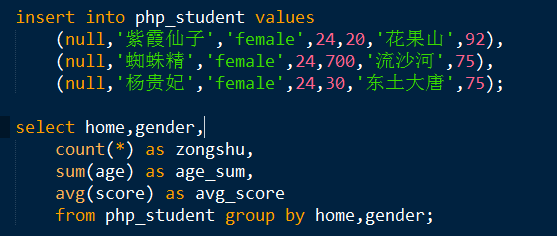 insert into php_student values
(null,'紫霞仙子','female',24,20,'花果山',92),
(null,'蜘蛛精','female',24,700,'流沙河',75),
(null,'杨贵妃','female',24,30,'东土大唐',75);
select home,gender,
count(*) as zongshu,
sum(age) as age_sum,
avg(score) as avg_score
from php_student group by home,gender;